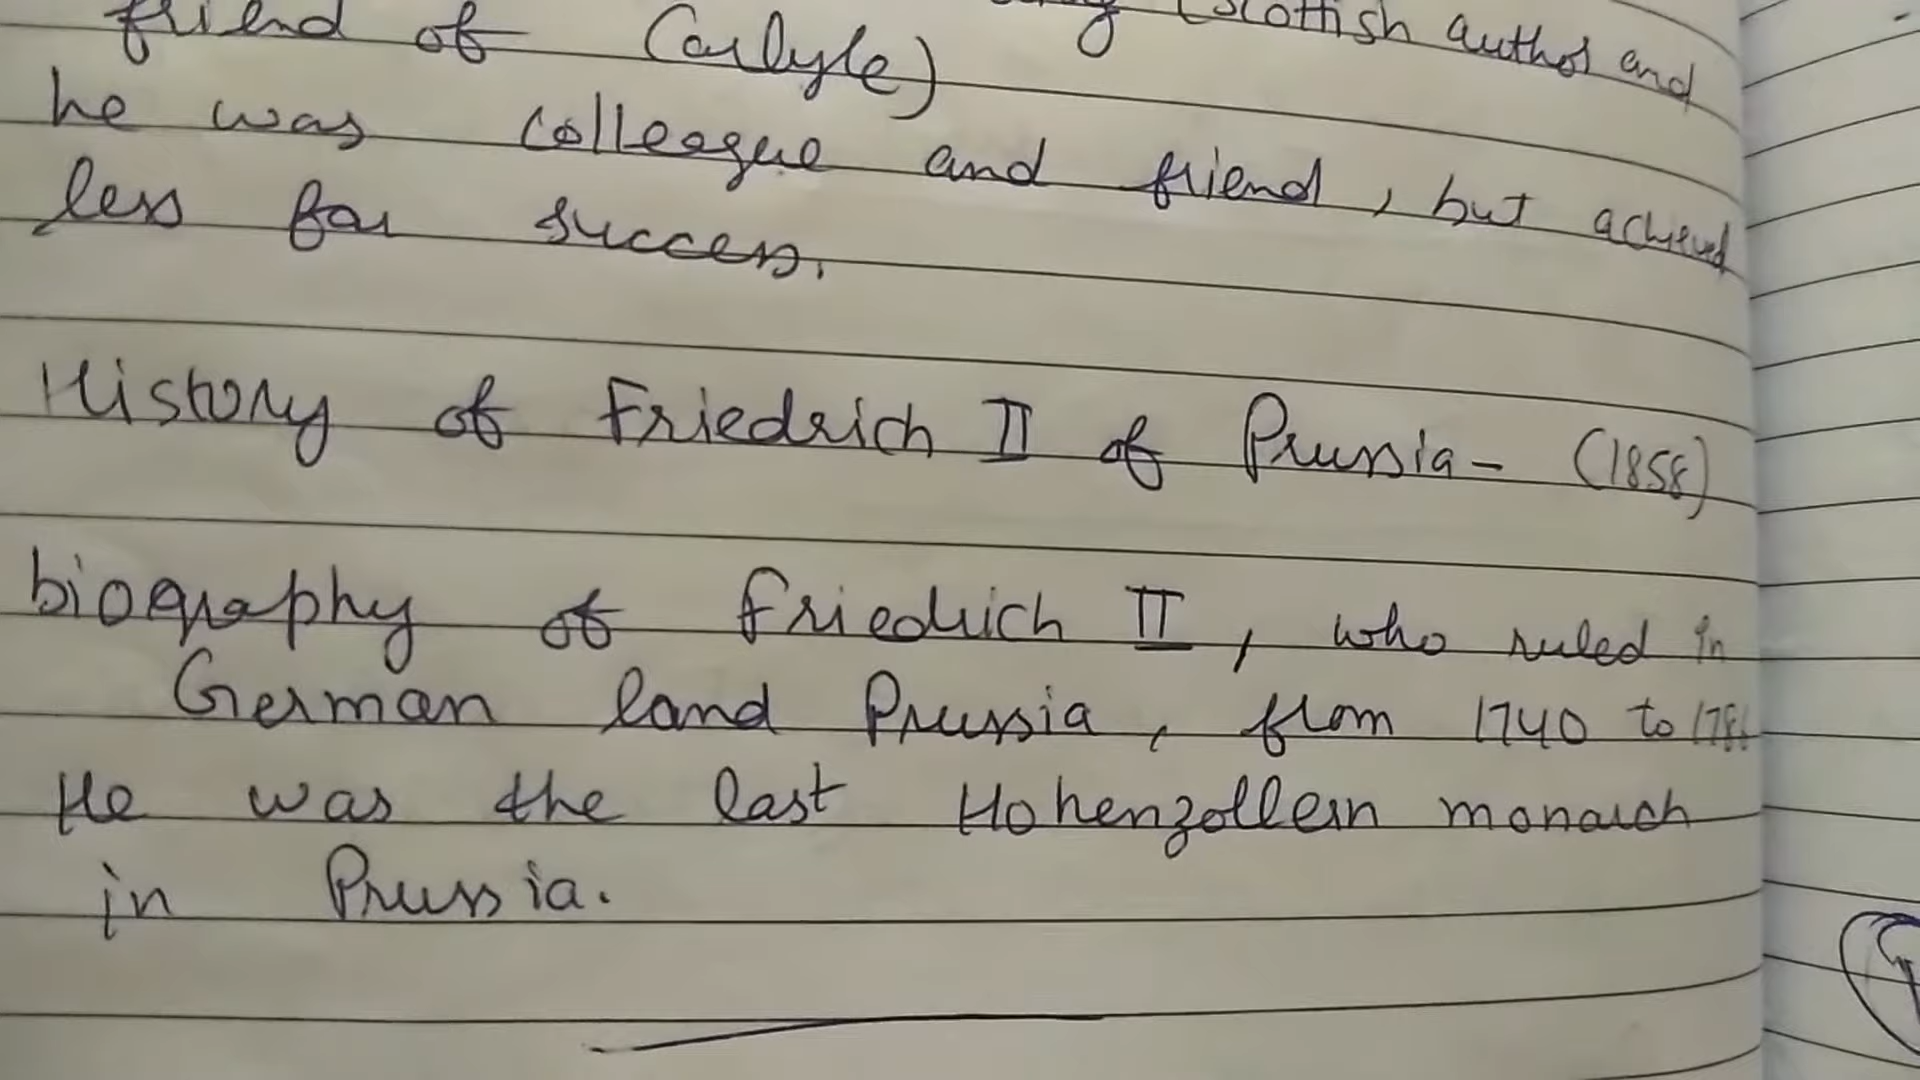 (Scottish author and
friend of Carlyle)
he was colleague and friend, but achieved
less far success.
History of Friedrich II of Prussia - (1858)
biography of Friedrich II, who ruled in
German land Prussia, from 1740 to
He was the last Hohenzollern monarch
in Prussia.